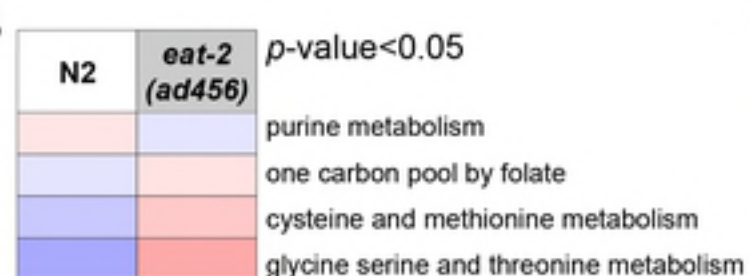 N2
eat-2
(ad456)
p-value<0.05
purine metabolism
one carbon pool by folate
cysteine and methionine metabolism
glycine serine and threonine metabolism